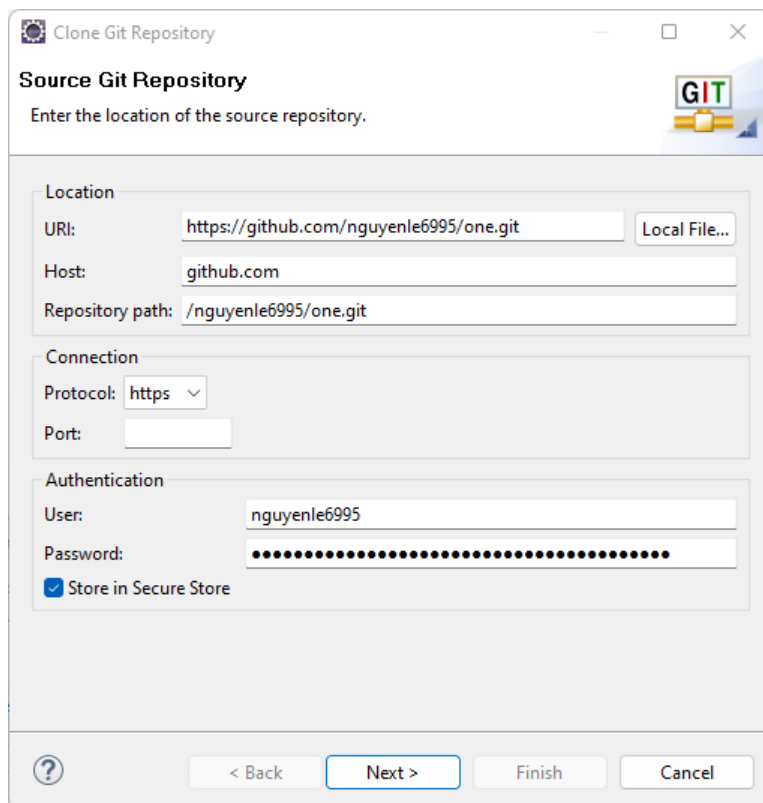 Clone Git Repository
Source Git Repository
Enter the location of the source repository.
GIT
Location
URI: https://github.com/nguyenle6995/one.git Local File...
Host: github.com
Repository path: /nguyenle6995/one.git
Connection
Protocol: https
Port:
Authentication
User: nguyenle6995
Password: ●●●●●●●●●●●●●●●●●●●●●●●●●●●●●●●●●●●●●●●●
Store in Secure Store
? < Back Next > Finish Cancel